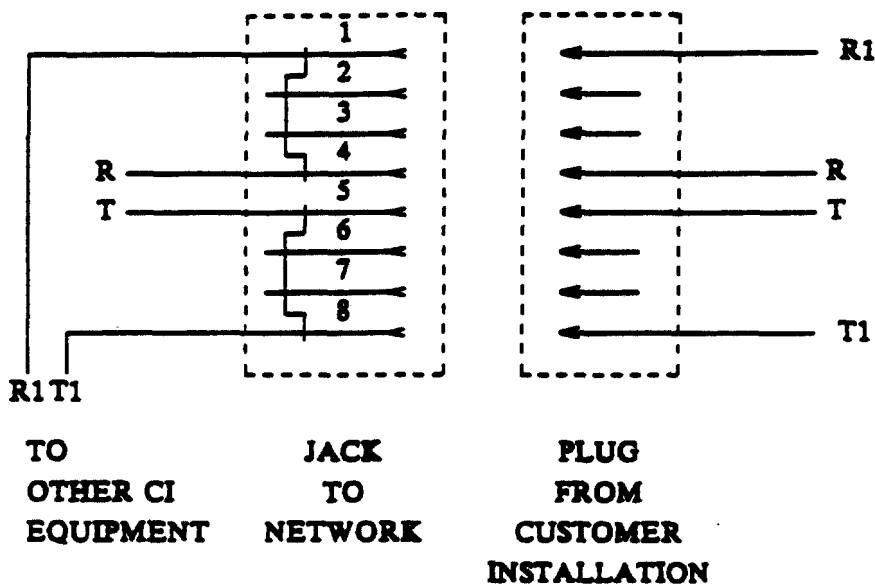 1
R1
2
3
4
R
R
5
T
T
6
7
8
T1
R1 T1
TO
OTHER CI
EQUIPMENT
JACK
TO
NETWORK
PLUG
FROM
CUSTOMER
INSTALLATION